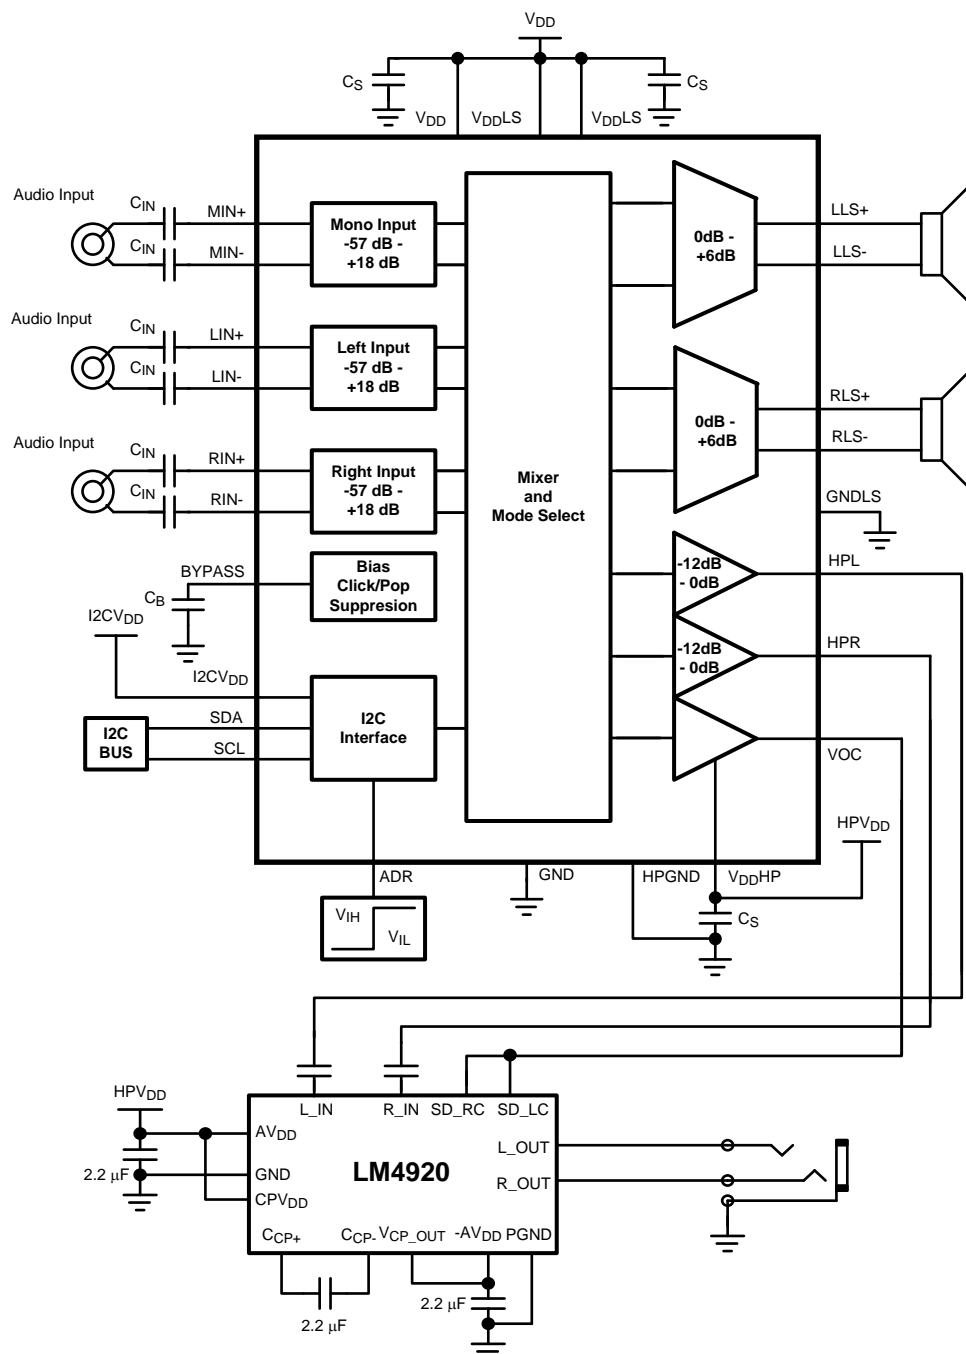 VDD
CS
CS
VDD
VDDLS
VDDLS
Audio Input
CIN
MIN+
CIN
MIN-
Mono Input
-57 dB -
+18 dB
0dB -
+6dB
LLS+
LLS-
Audio Input
CIN
LIN+
CIN
LIN-
Left Input
-57 dB -
+18 dB
0dB -
+6dB
RLS+
RLS-
Audio Input
CIN
RIN+
CIN
RIN-
Right Input
-57 dB -
+18 dB
Mixer
and
Mode Select
GNDLS
BYPASS
CB
Bias
Click/Pop
Suppresion
-12dB
- 0dB
HPL
I2CVDD
I2CVDD
-12dB
- 0dB
HPR
I2C
BUS
SDA
SCL
I2C
Interface
VOC
HPVDD
ADR
GND
HPGND
VDDHP
VIH
VIL
CS
HPVDD
L_IN
R_IN
SD_RC
SD_LC
AVDD
L_OUT
2.2 µF
GND
LM4920
R_OUT
CPVDD
CCP+
CCP-
VCP_OUT
-AVDD
PGND
2.2 µF
2.2 µF